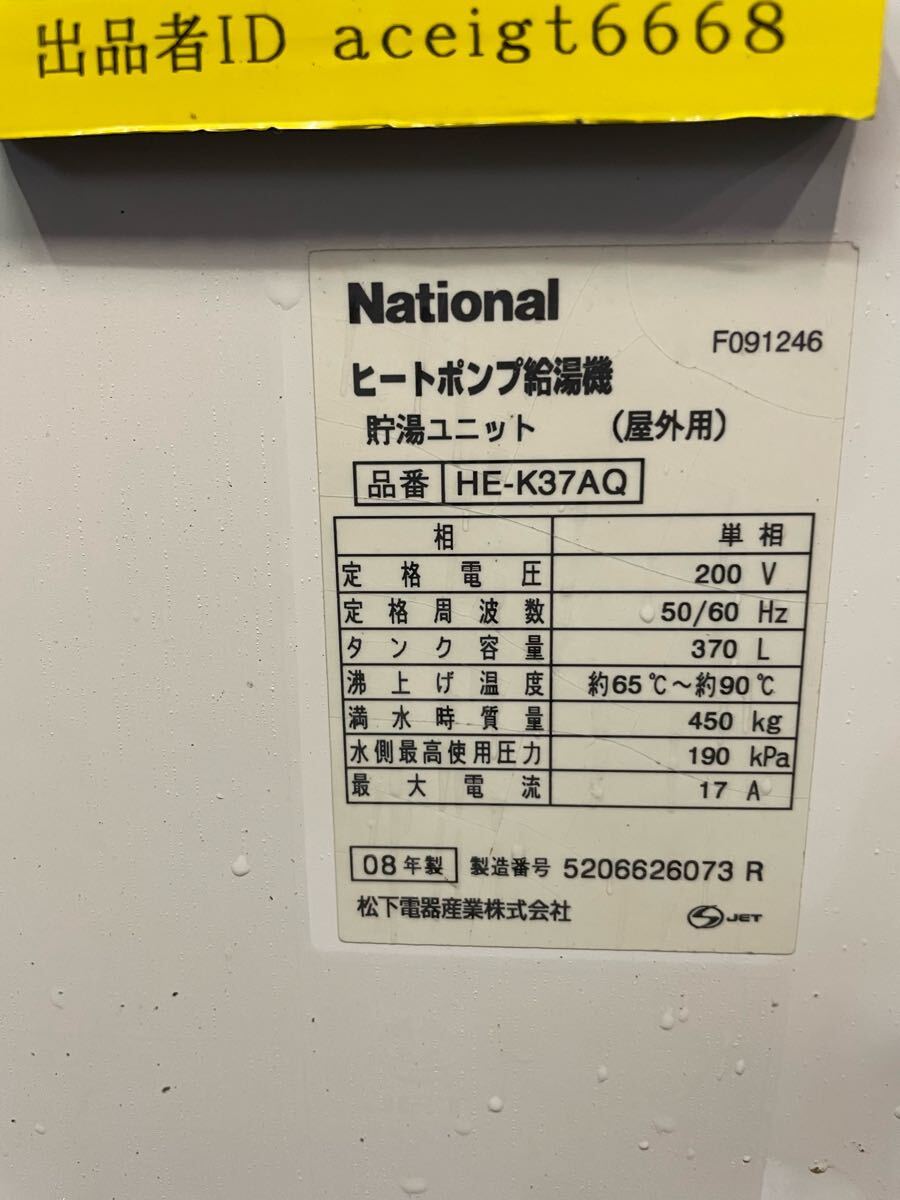 出品者ID aceigt6668
National
F091246
ヒートポンプ給湯機
貯湯ユニット (屋外用)
品番 HE-K37AQ
相 単相
定格電圧 200 V
定格周波数 50/60 Hz
タンク容量 370 L
沸上げ温度 約65℃〜約90℃
満水時質量 450 kg
水側最高使用圧力 190 kPa
最大電流 17 A
08年製 製造番号 5206626073 R
松下電器産業株式会社 JET